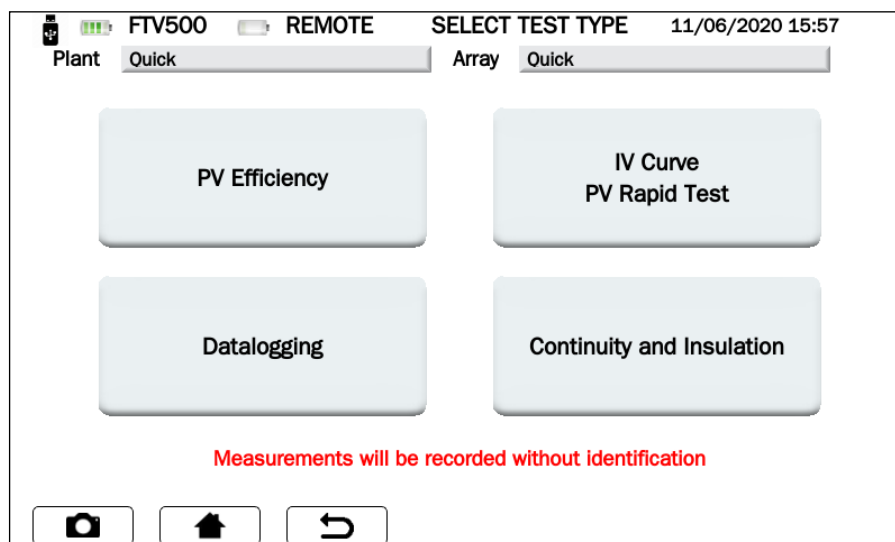 FTV500 REMOTE SELECT TEST TYPE 11/06/2020 15:57
Plant Quick Array Quick
PV Efficiency
IV Curve
PV Rapid Test
Datalogging
Continuity and Insulation
Measurements will be recorded without identification